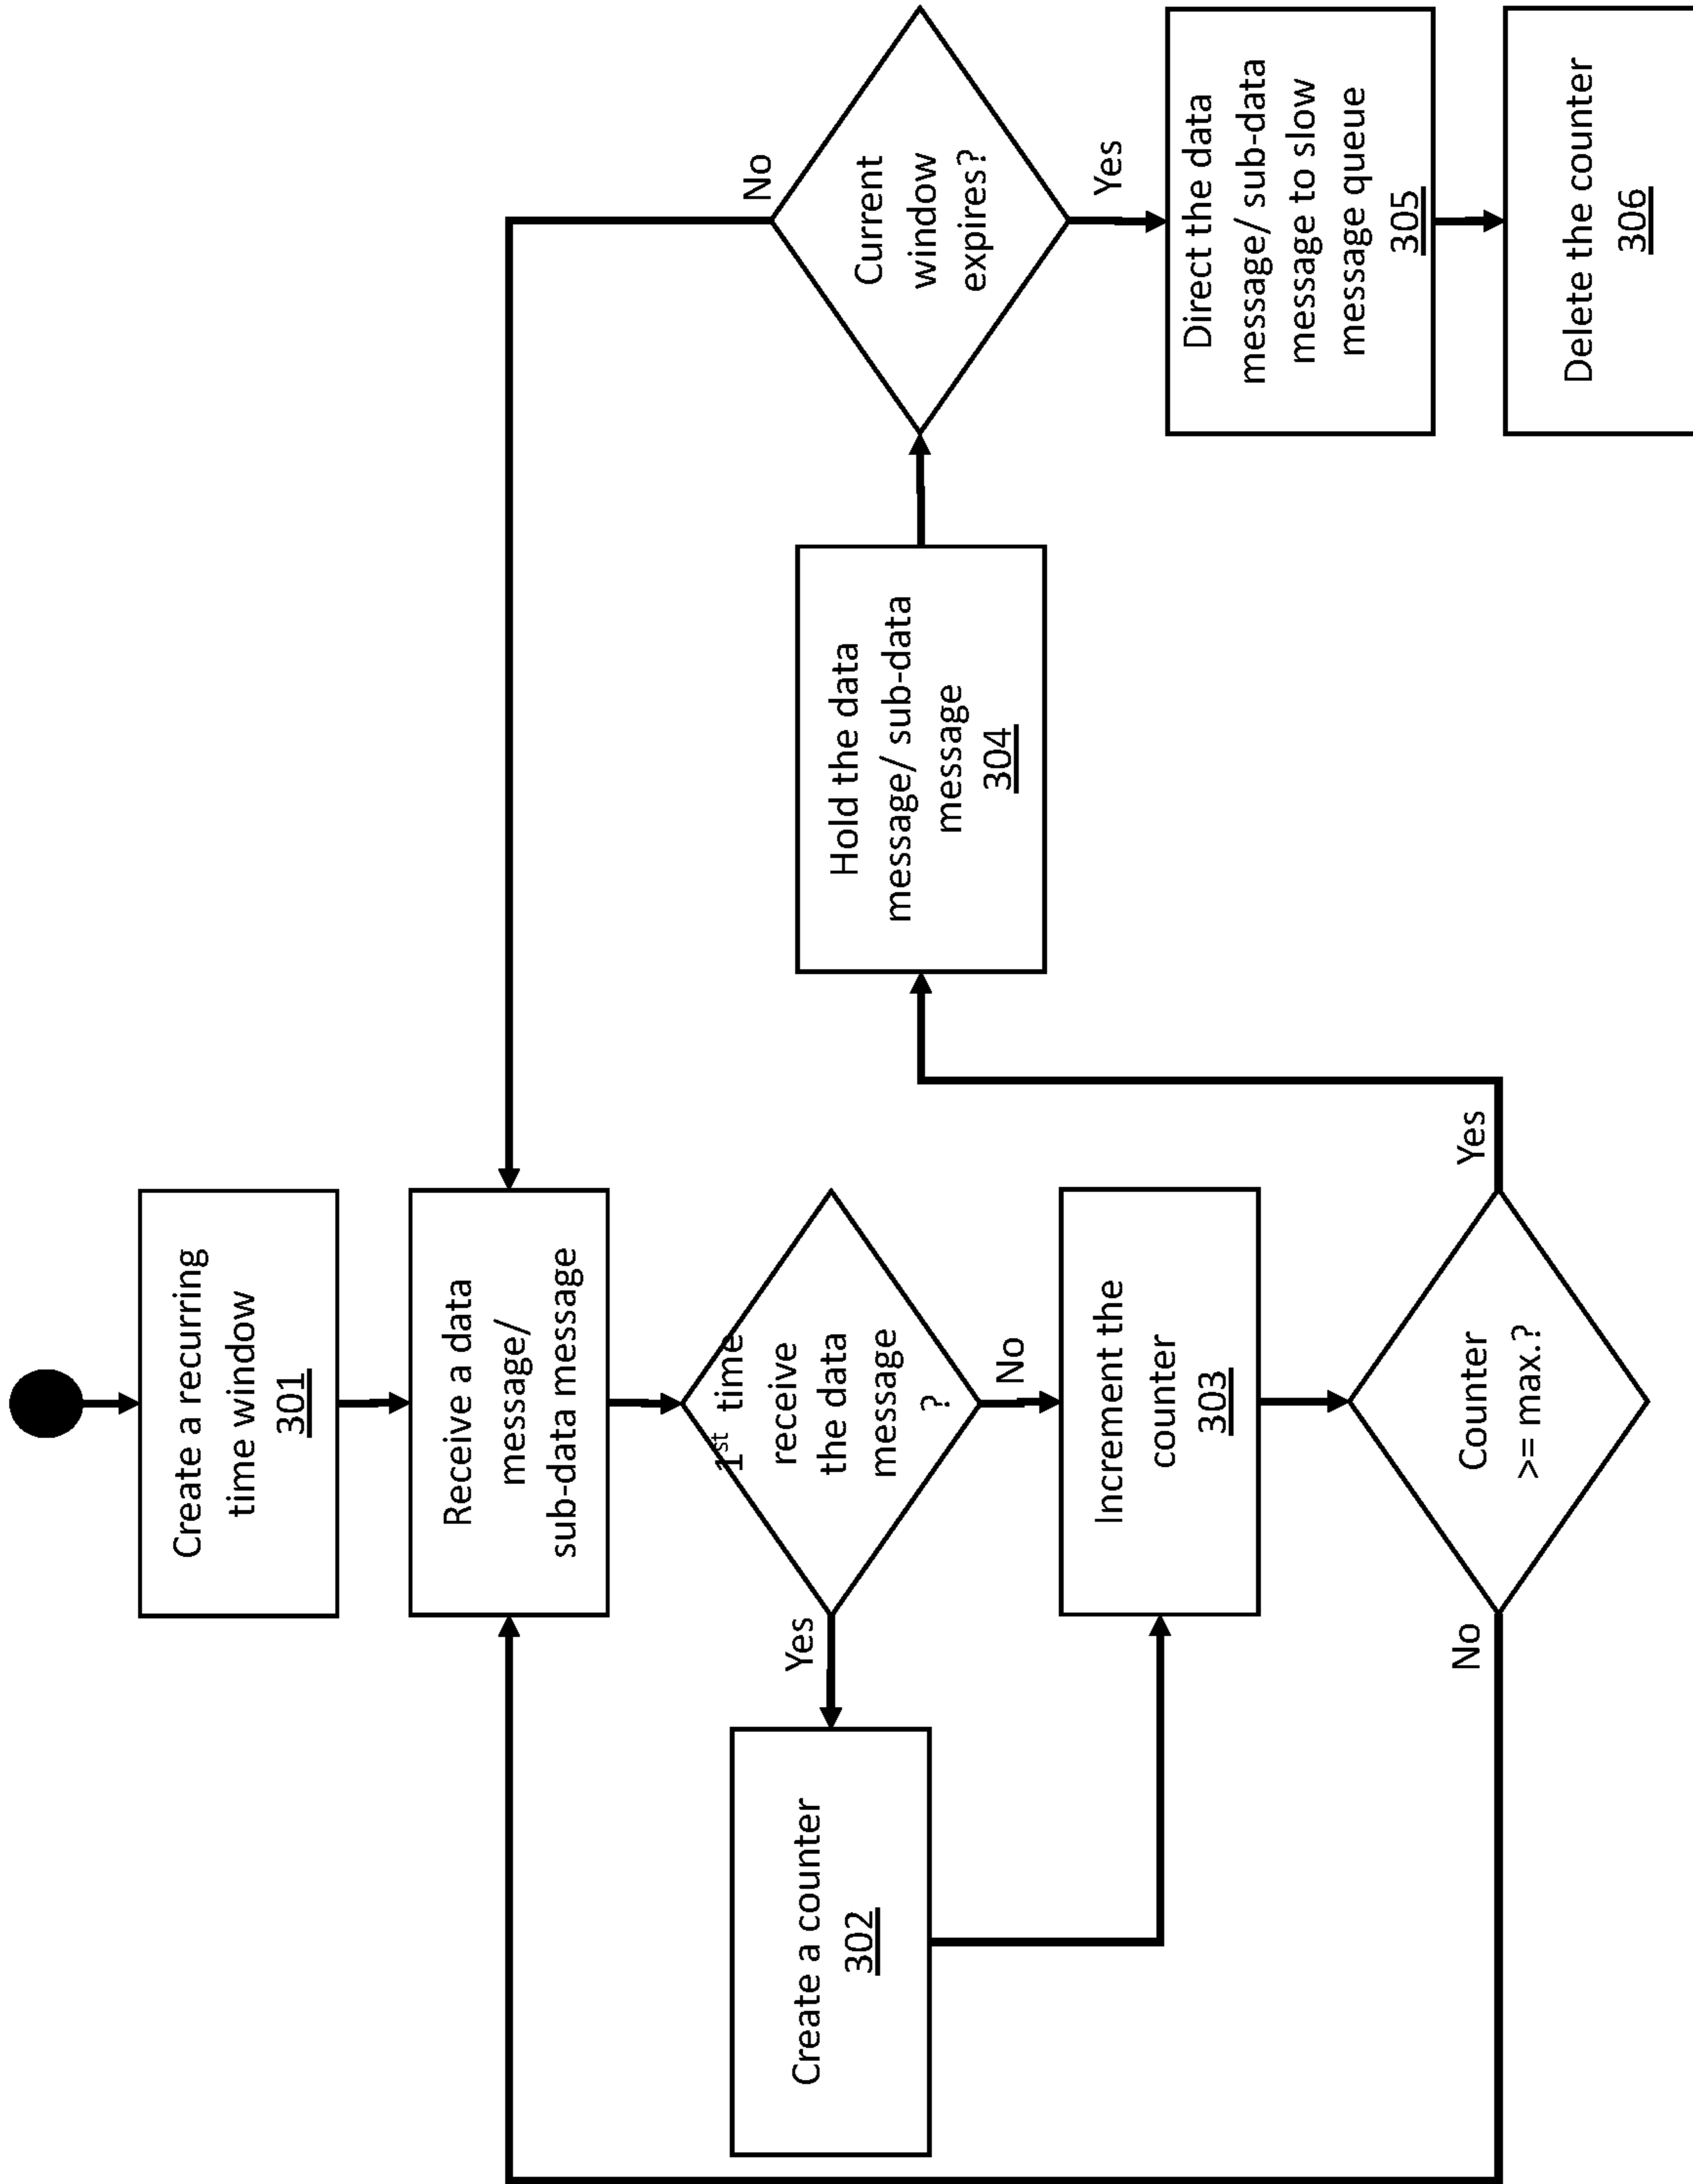 Create a recurring
time window
301
Receive a data
message/
sub-data message
1st time
receive
the data
message
?
Yes
No
Create a counter
302
Increment the
counter
303
Counter
>= max.?
No
Yes
Hold the data
message/ sub-data
message
304
Current
window
expires?
No
Yes
Direct the data
message/ sub-data
message to slow
message queue
305
Delete the counter
306